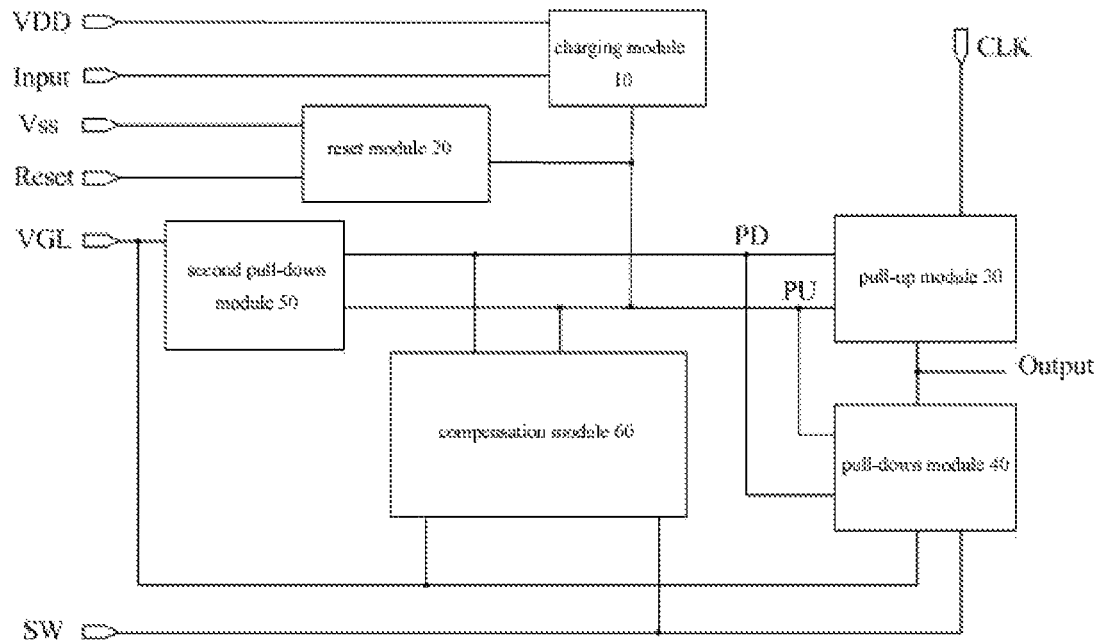 VDD
charging module
10
CLK
Input
Vss
reset module 20
Reset
VGL
second pull-down
module 50
PD
PU
pull-up module 30
Output
compensation module 60
pull-down module 40
SW